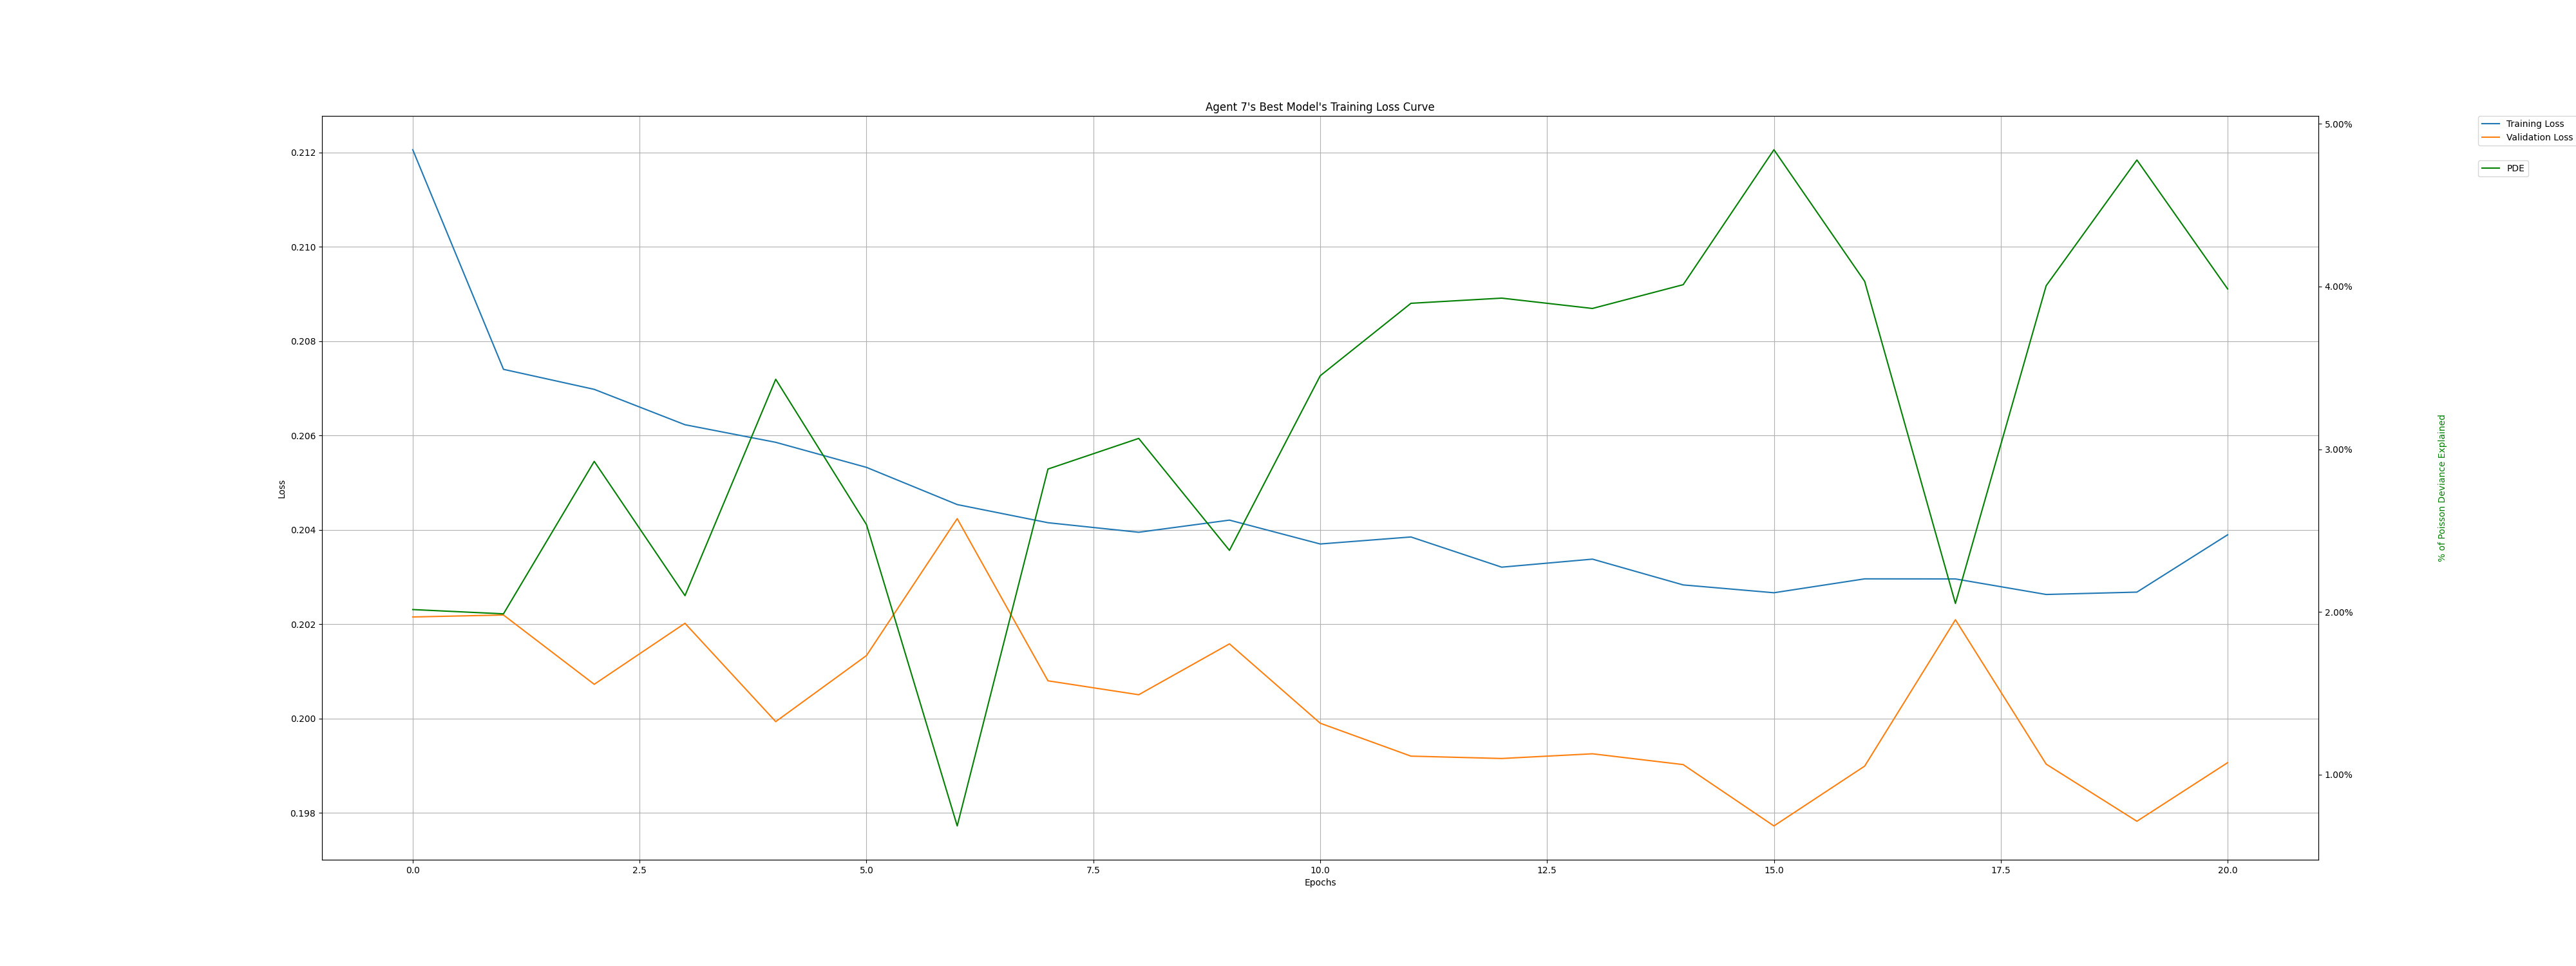 Agent 7's Best Model's Training Loss Curve
0.212
0.210
0.208
0.206
0.204
0.202
0.200
0.198
Loss
0.0 2.5 5.0 7.5 10.0 12.5 15.0 17.5 20.0
Epochs
5.00%
4.00%
3.00%
2.00%
1.00%
% of Poisson Deviance Explained
Training Loss
Validation Loss
PDE